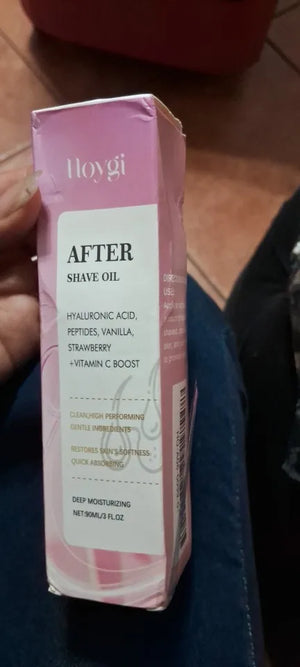 Hoygi
AFTER
SHAVE OIL
HYALURONIC ACID,
PEPTIDES, VANILLA,
STRAWBERRY
+VITAMIN C BOOST
CLEAN,HIGH PERFORMING
GENTLE INGREDIENTS
RESTORES SKIN'S SOFTNESS
QUICK ABSORBING
DEEP MOISTURIZING
NET:90ML/3 FL.OZ